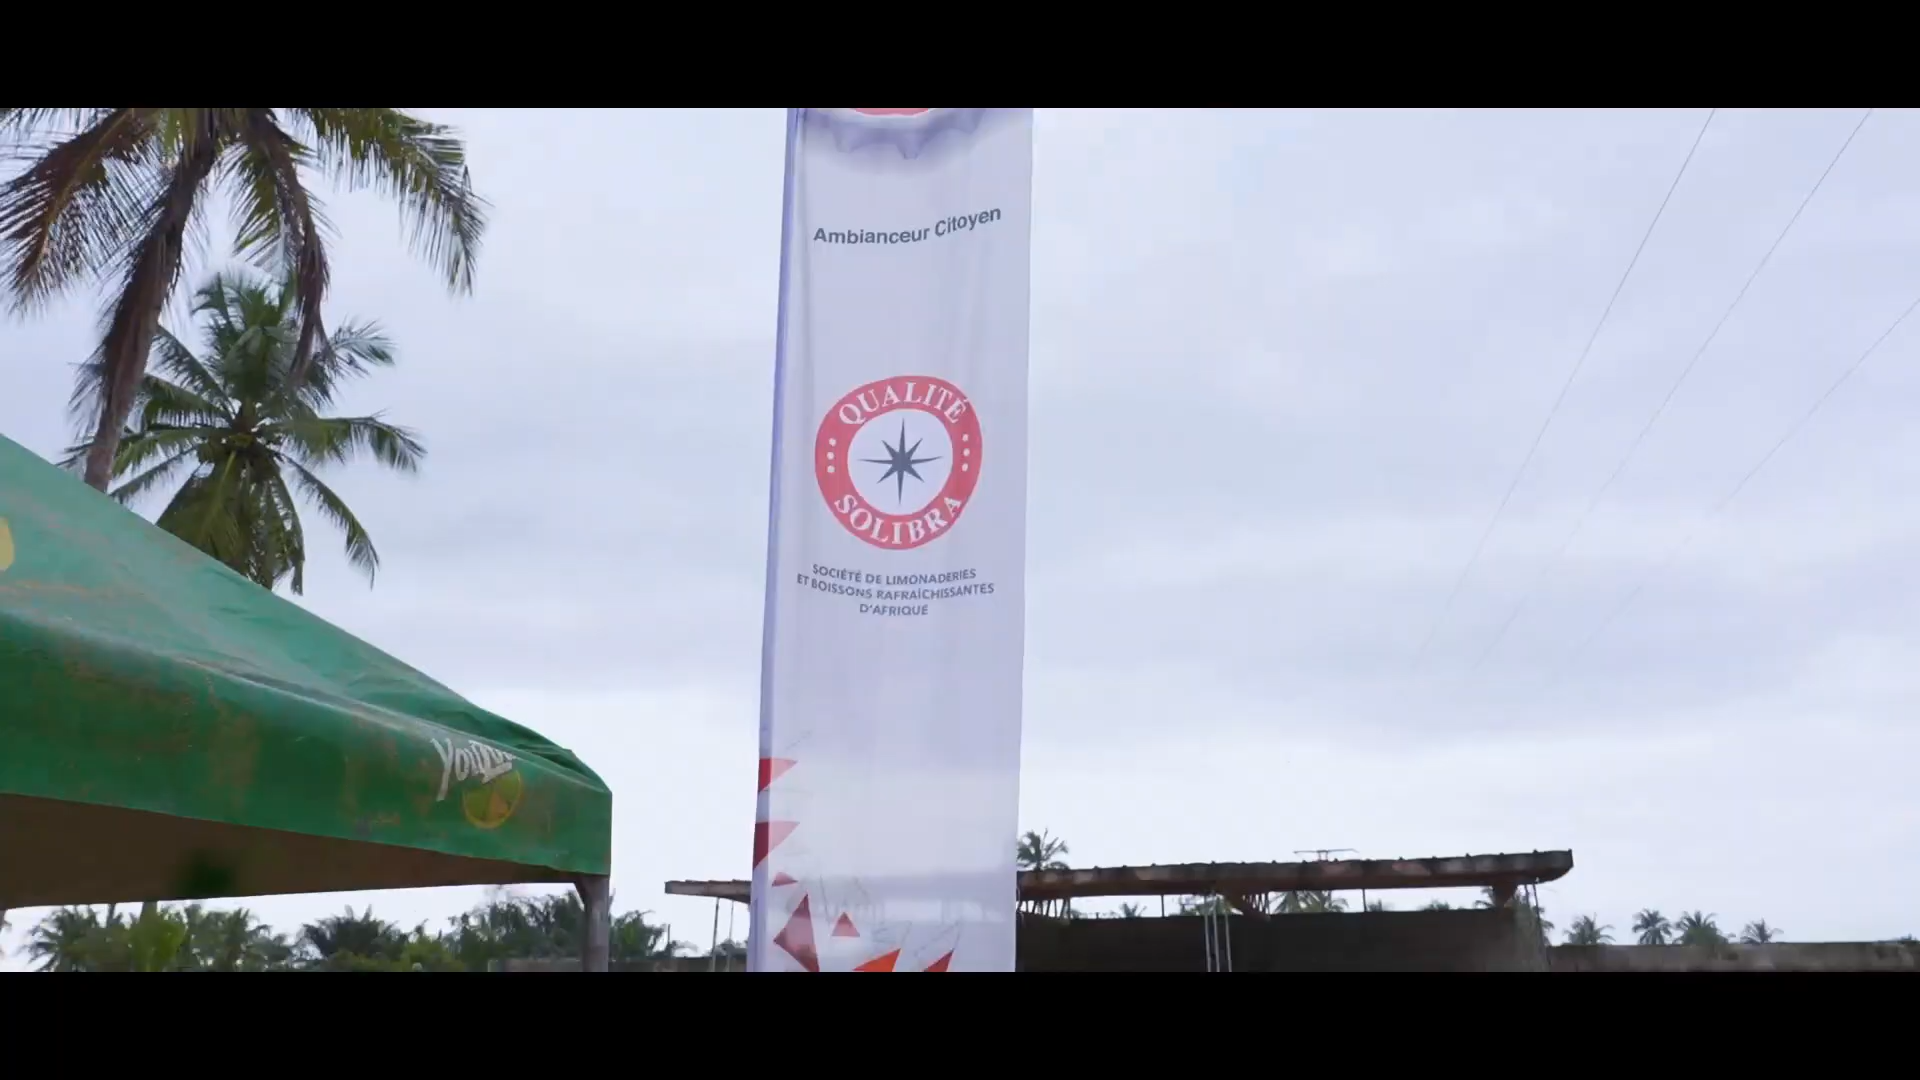 Ambianceur Citoyen
QUALITÉ
SOLIBRA
SOCIÉTÉ DE LIMONADERIES
ET BOISSONS RAFRAÎCHISSANTES
D'AFRIQUE